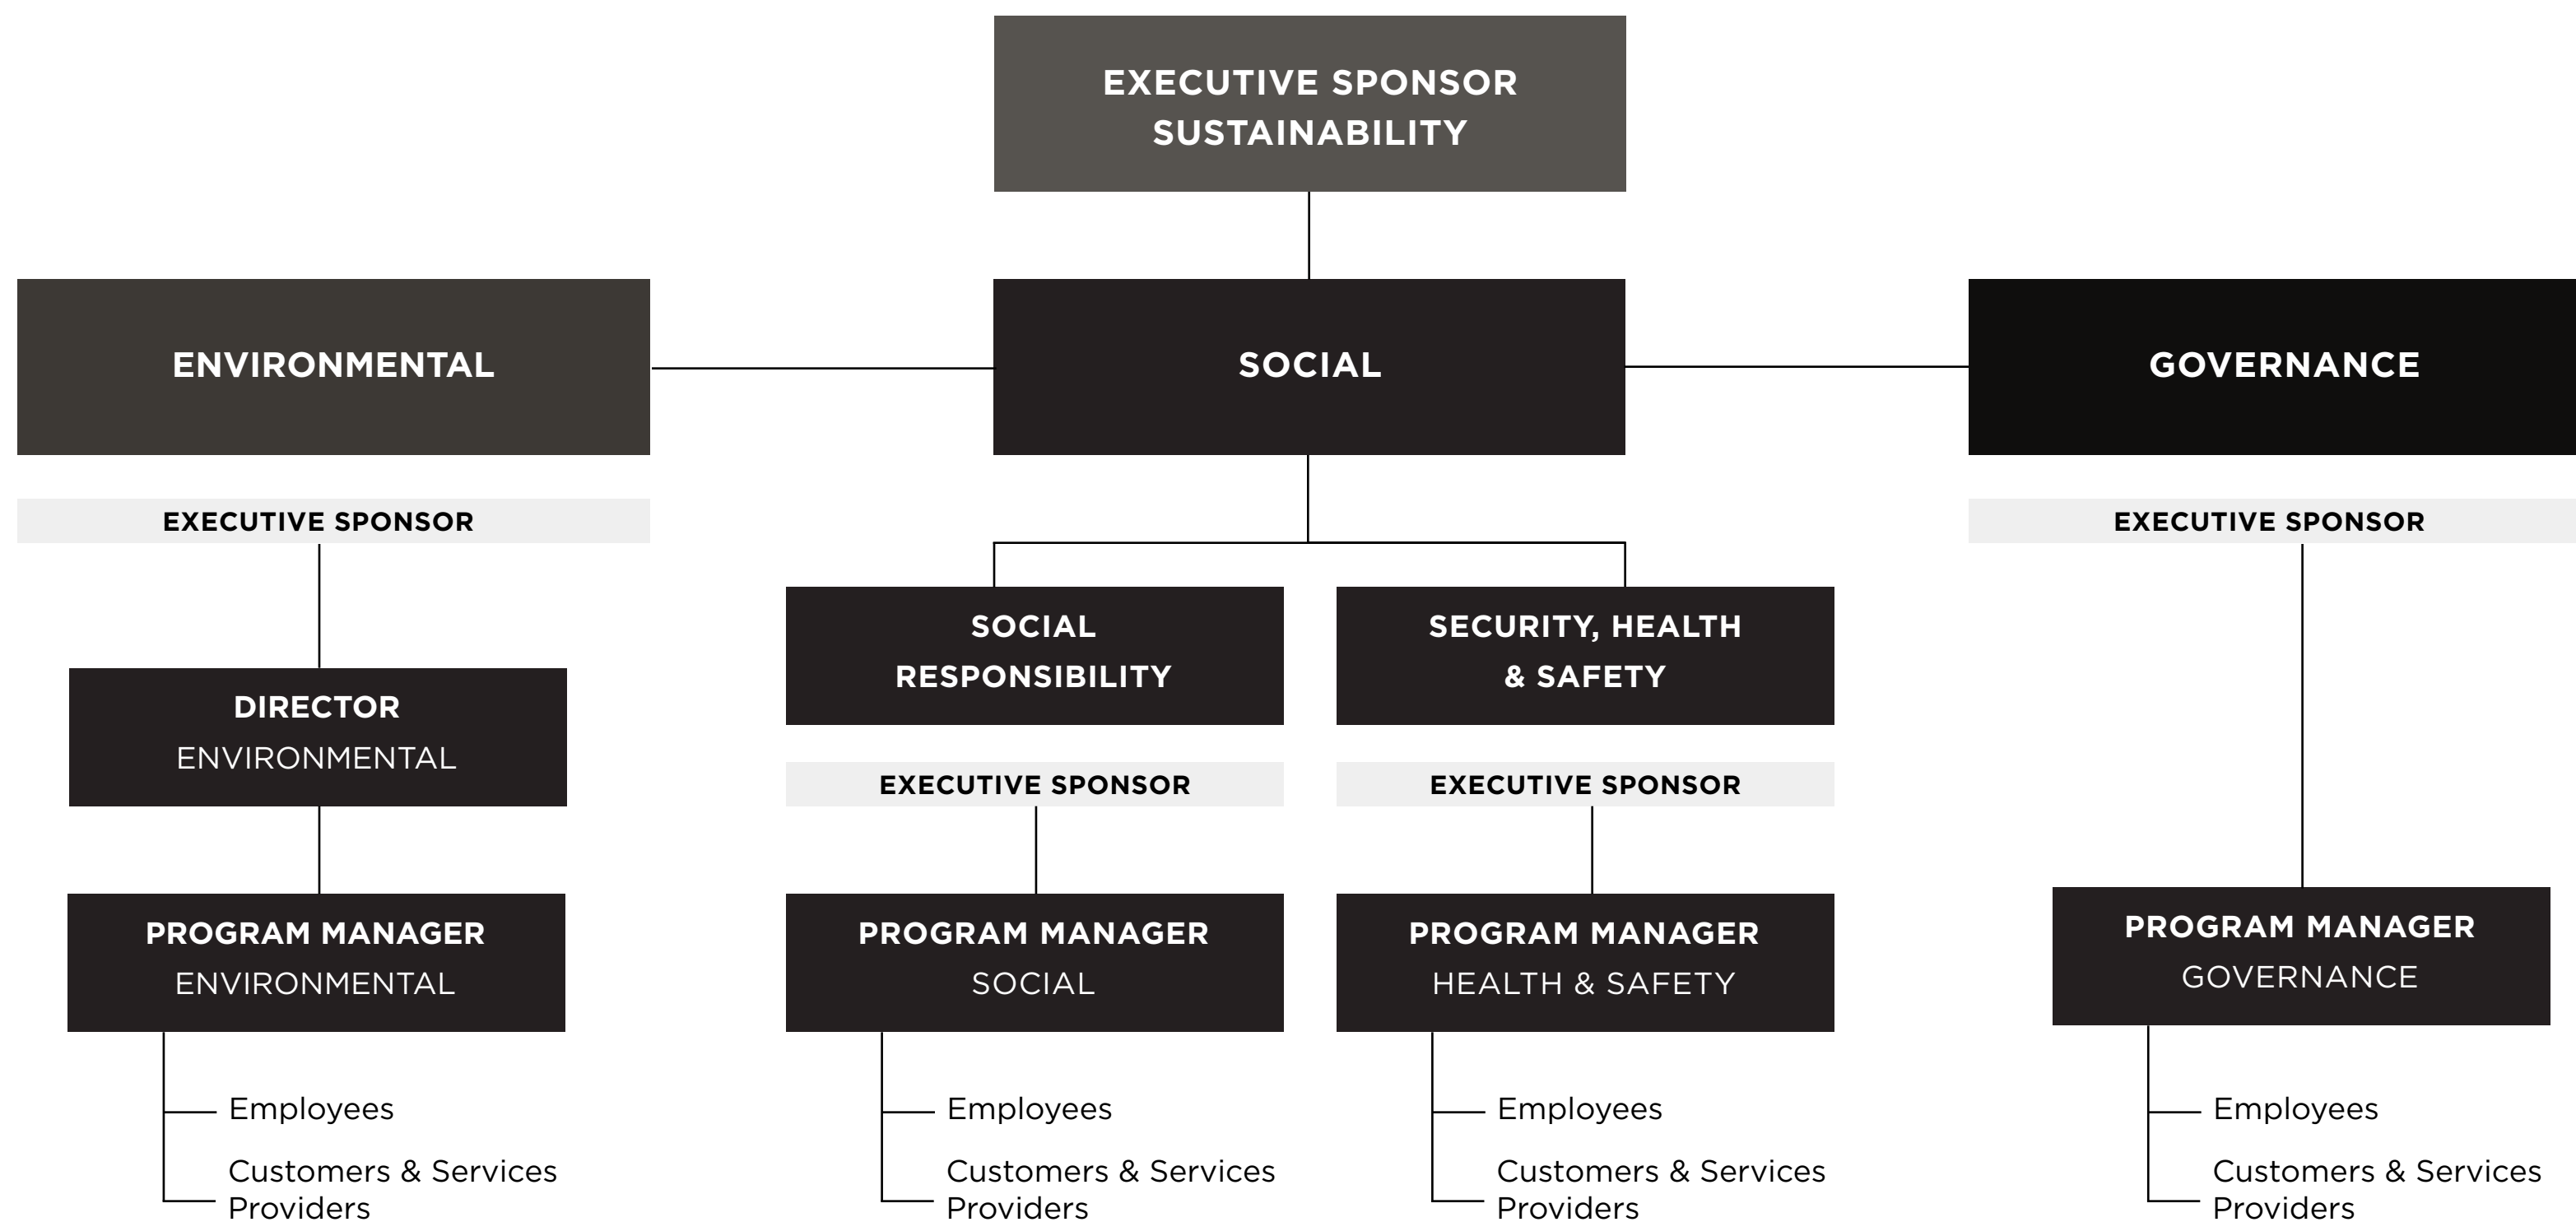 EXECUTIVE SPONSOR
SUSTAINABILITY
ENVIRONMENTAL
SOCIAL
GOVERNANCE
EXECUTIVE SPONSOR
DIRECTOR
ENVIRONMENTAL
PROGRAM MANAGER
ENVIRONMENTAL
Employees
Customers & Services
Providers
SOCIAL
RESPONSIBILITY
EXECUTIVE SPONSOR
PROGRAM MANAGER
SOCIAL
Employees
Customers & Services
Providers
SECURITY, HEALTH
& SAFETY
EXECUTIVE SPONSOR
PROGRAM MANAGER
HEALTH & SAFETY
Employees
Customers & Services
Providers
EXECUTIVE SPONSOR
PROGRAM MANAGER
GOVERNANCE
Employees
Customers & Services
Providers